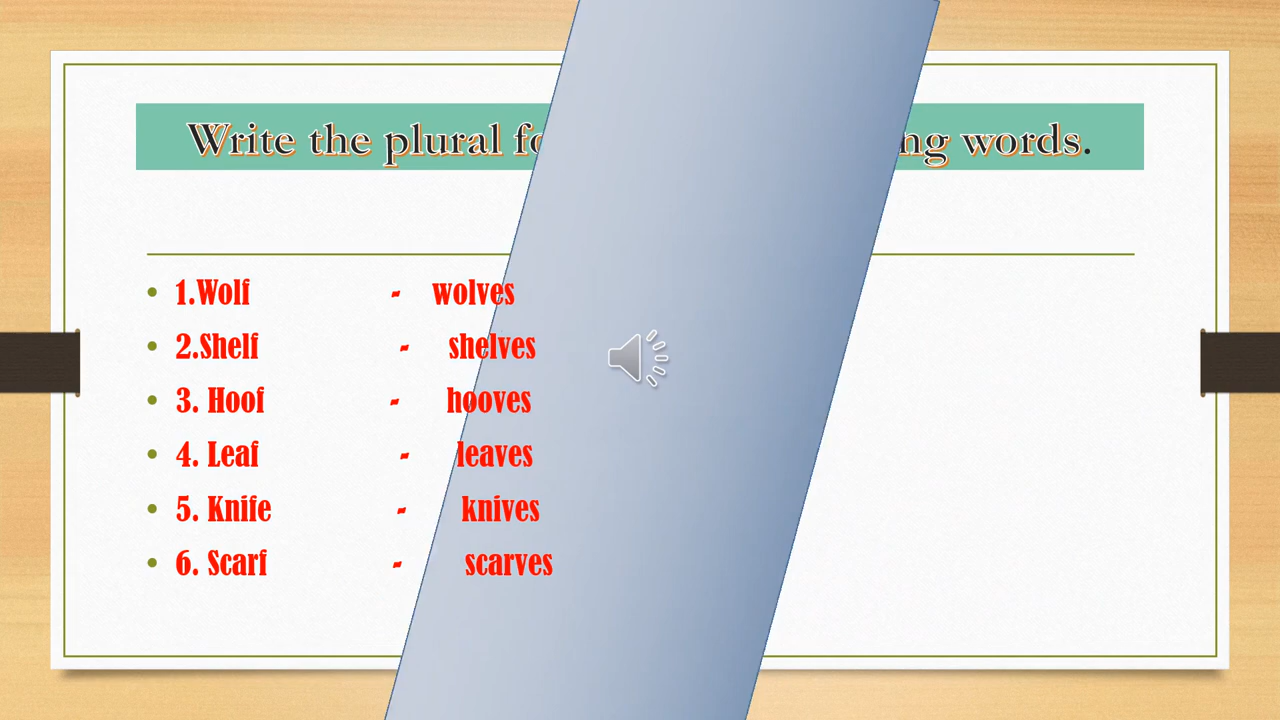 Write the plural fo ng words.
1.Wolf - wolves
2.Shelf - shelves
3. Hoof - hooves
4. Leaf - leaves
5. Knife - knives
6. Scarf - scarves